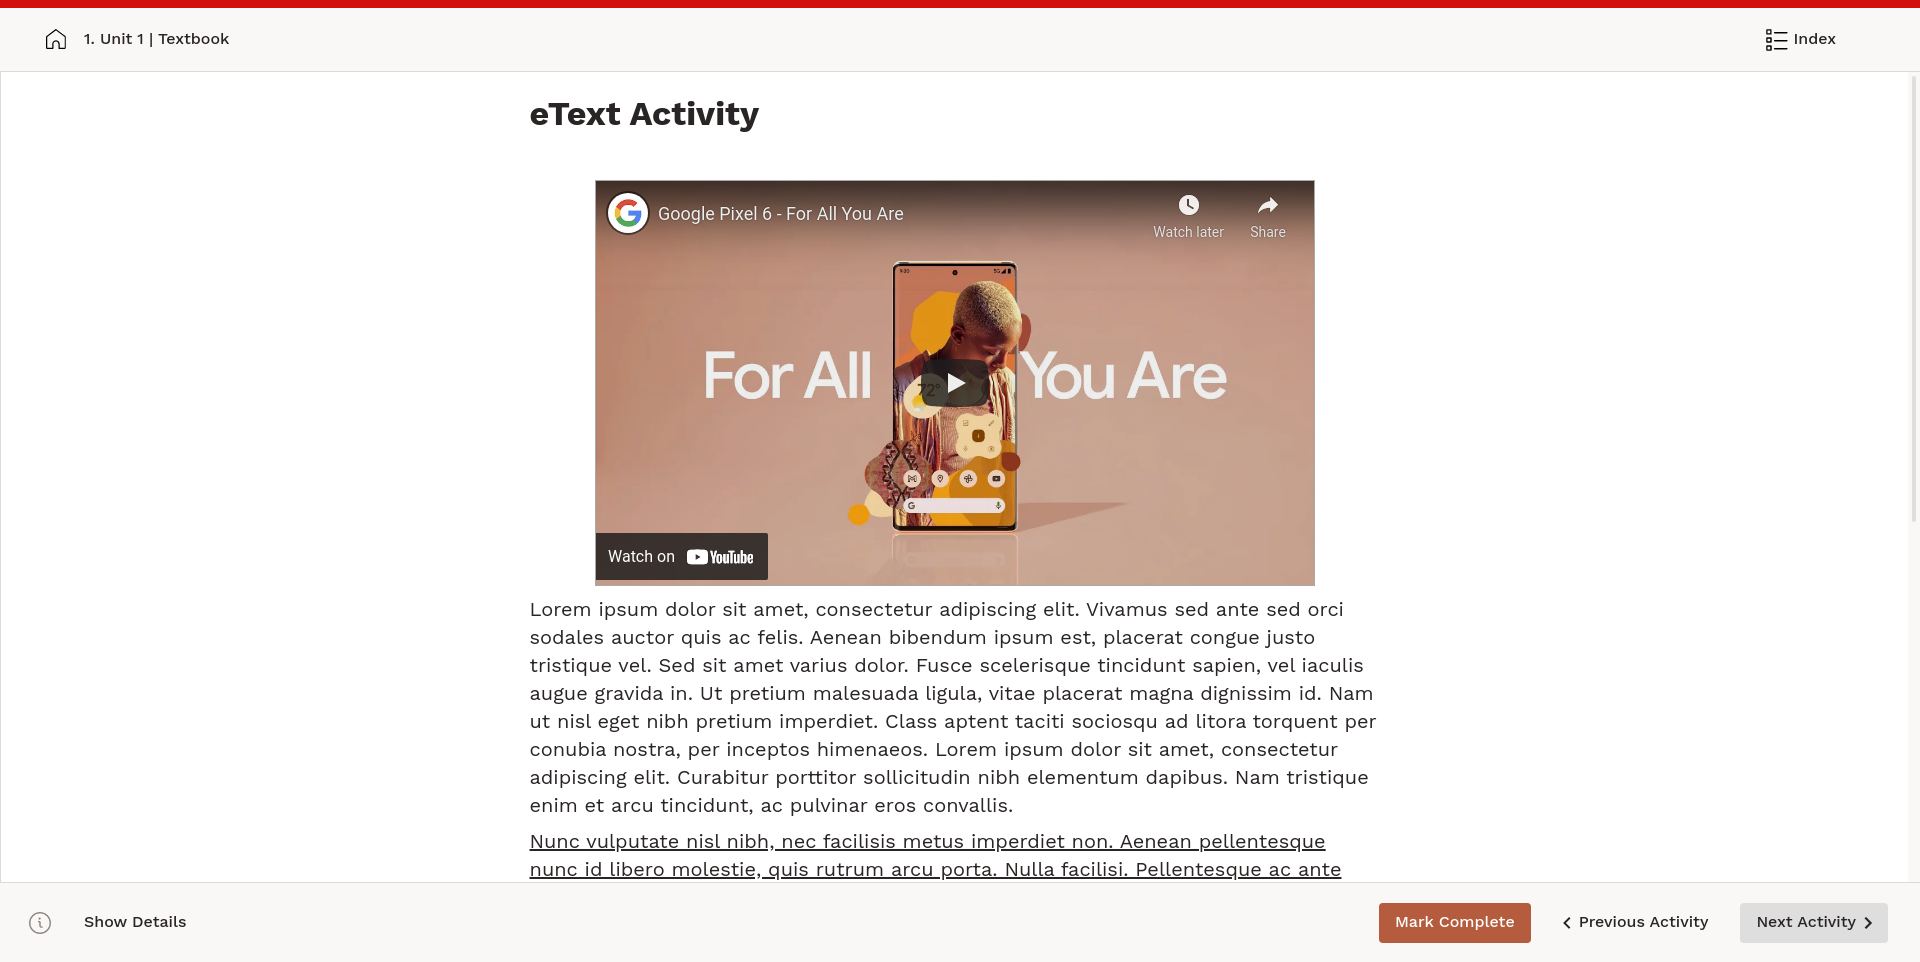 1. Unit 1 | Textbook
Index
eText Activity
Google Pixel 6 - For All You Are
Watch later
Share
9:00
5G
For All You Are
72°
G
Watch on YouTube
Lorem ipsum dolor sit amet, consectetur adipiscing elit. Vivamus sed ante sed orci
sodales auctor quis ac felis. Aenean bibendum ipsum est, placerat congue justo
tristique vel. Sed sit amet varius dolor. Fusce scelerisque tincidunt sapien, vel iaculis
augue gravida in. Ut pretium malesuada ligula, vitae placerat magna dignissim id. Nam
ut nisl eget nibh pretium imperdiet. Class aptent taciti sociosqu ad litora torquent per
conubia nostra, per inceptos himenaeos. Lorem ipsum dolor sit amet, consectetur
adipiscing elit. Curabitur porttitor sollicitudin nibh elementum dapibus. Nam tristique
enim et arcu tincidunt, ac pulvinar eros convallis.
Nunc vulputate nisl nibh, nec facilisis metus imperdiet non. Aenean pellentesque
nunc id libero molestie, quis rutrum arcu porta. Nulla facilisi. Pellentesque ac ante
Show Details
Mark Complete
Previous Activity
Next Activity